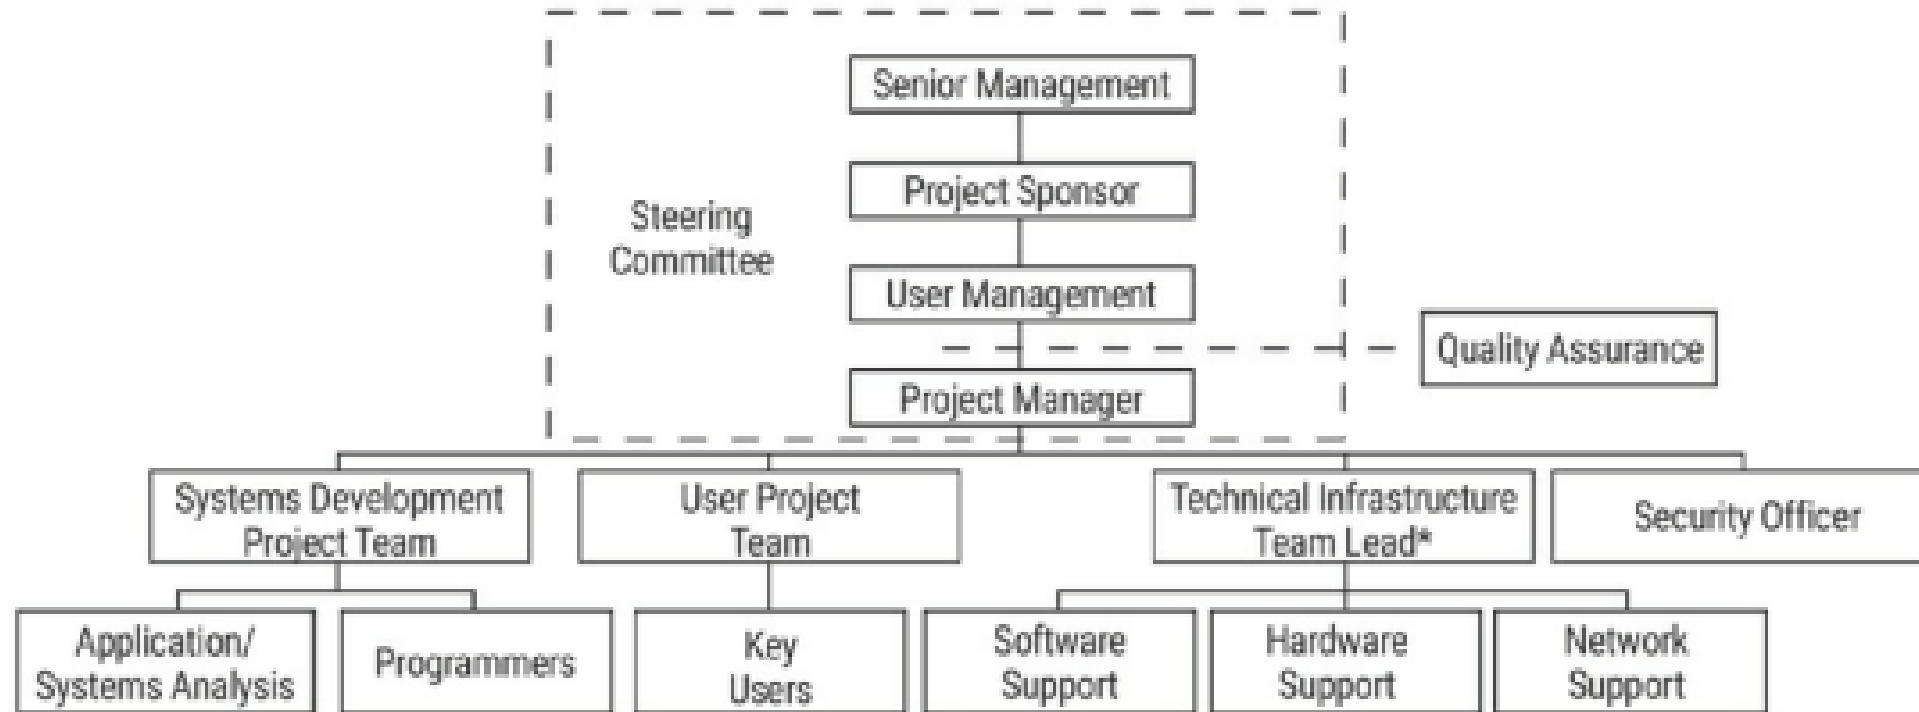 Senior Management
Project Sponsor
Steering
Committee
User Management
Quality Assurance
Project Manager
Systems Development
Project Team
User Project
Team
Technical Infrastructure
Team Lead*
Security Officer
Application/
Systems Analysis
Programmers
Key
Users
Software
Support
Hardware
Support
Network
Support